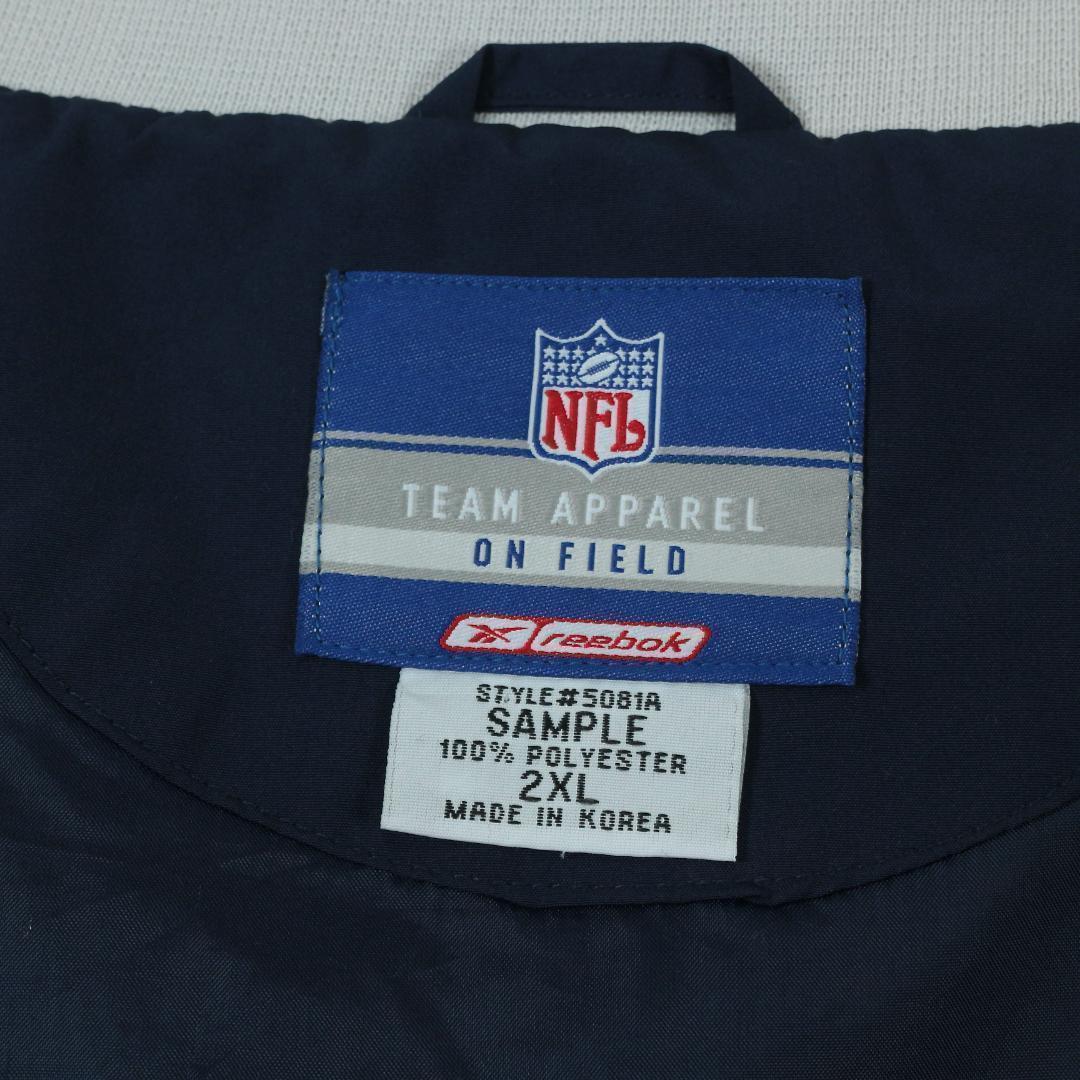 NFL
TEAM APPAREL
ON FIELD
reebok
STYLE#5081A
SAMPLE
100% POLYESTER
2XL
MADE IN KOREA